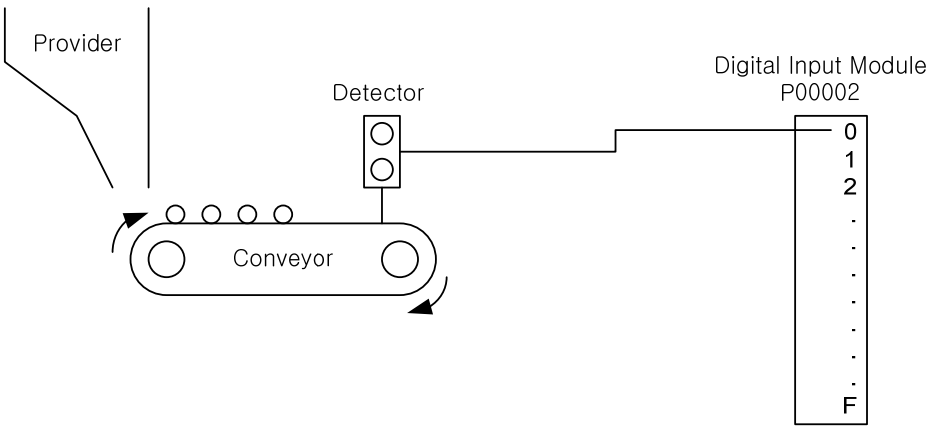 Provider
Detector
Digital Input Module
P00002
Conveyor
0
1
2
.
.
.
.
.
.
.
F